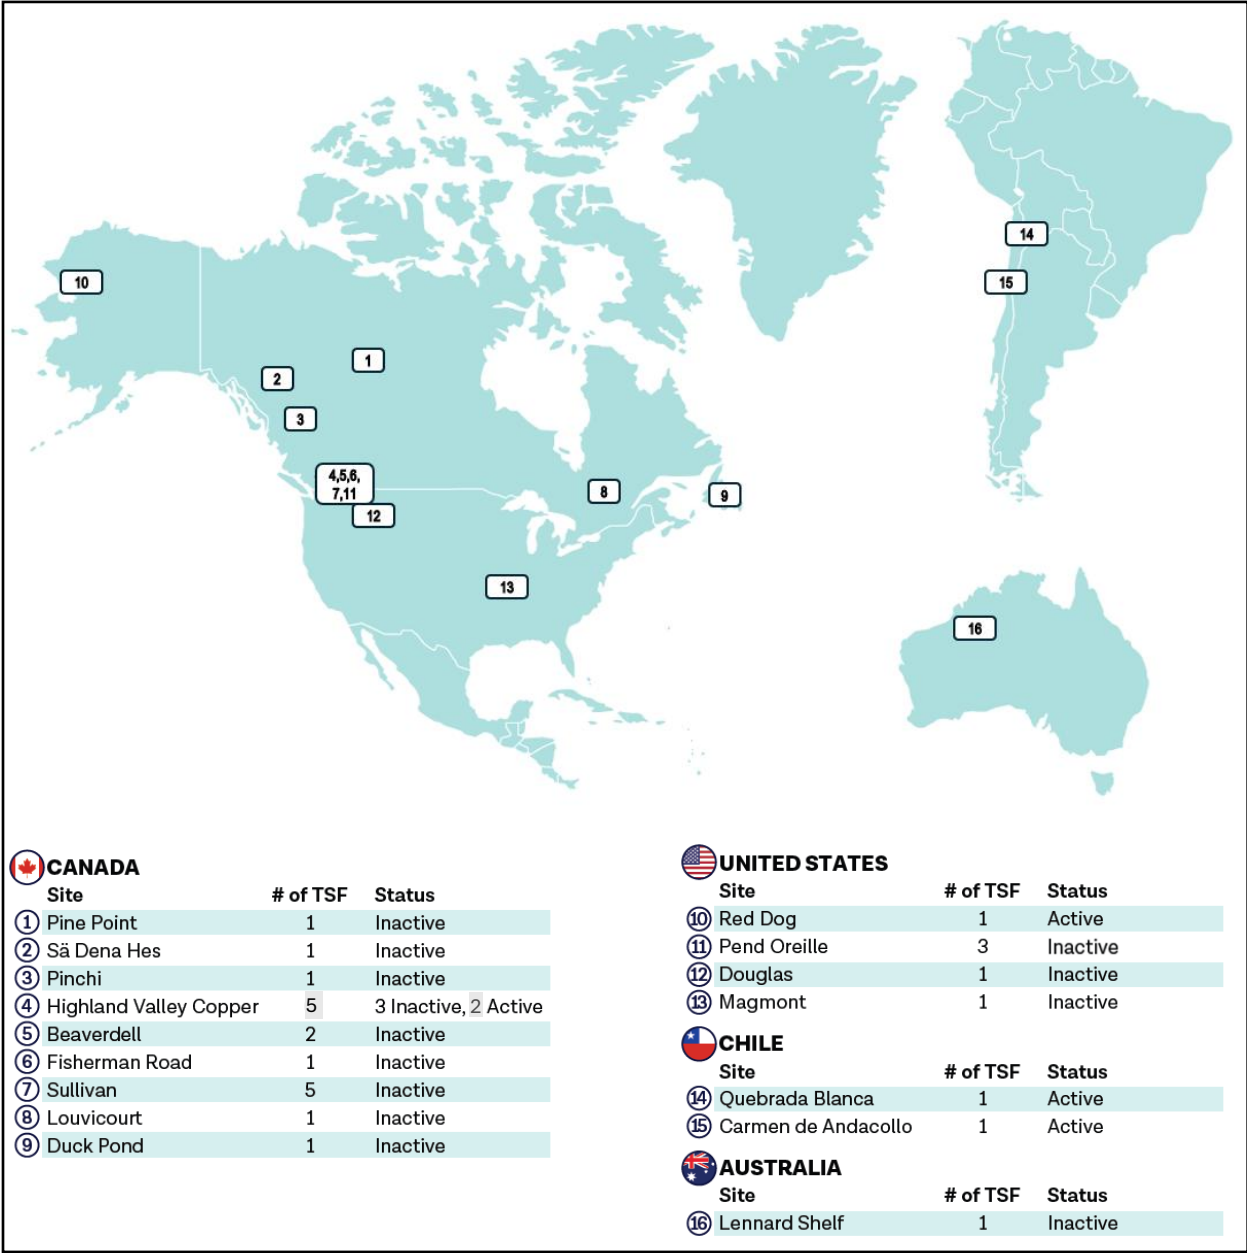 10
1
2
3
4,5,6,
7,11
12
8
9
13
14
15
16
CANADA
Site # of TSF Status
1 Pine Point 1 Inactive
2 Sä Dena Hes 1 Inactive
3 Pinchi 1 Inactive
4 Highland Valley Copper 5 3 Inactive, 2 Active
5 Beaverdell 2 Inactive
6 Fisherman Road 1 Inactive
7 Sullivan 5 Inactive
8 Louvicourt 1 Inactive
9 Duck Pond 1 Inactive
UNITED STATES
Site # of TSF Status
10 Red Dog 1 Active
11 Pend Oreille 3 Inactive
12 Douglas 1 Inactive
13 Magmont 1 Inactive
CHILE
Site # of TSF Status
14 Quebrada Blanca 1 Active
15 Carmen de Andacollo 1 Active
AUSTRALIA
Site # of TSF Status
16 Lennard Shelf 1 Inactive